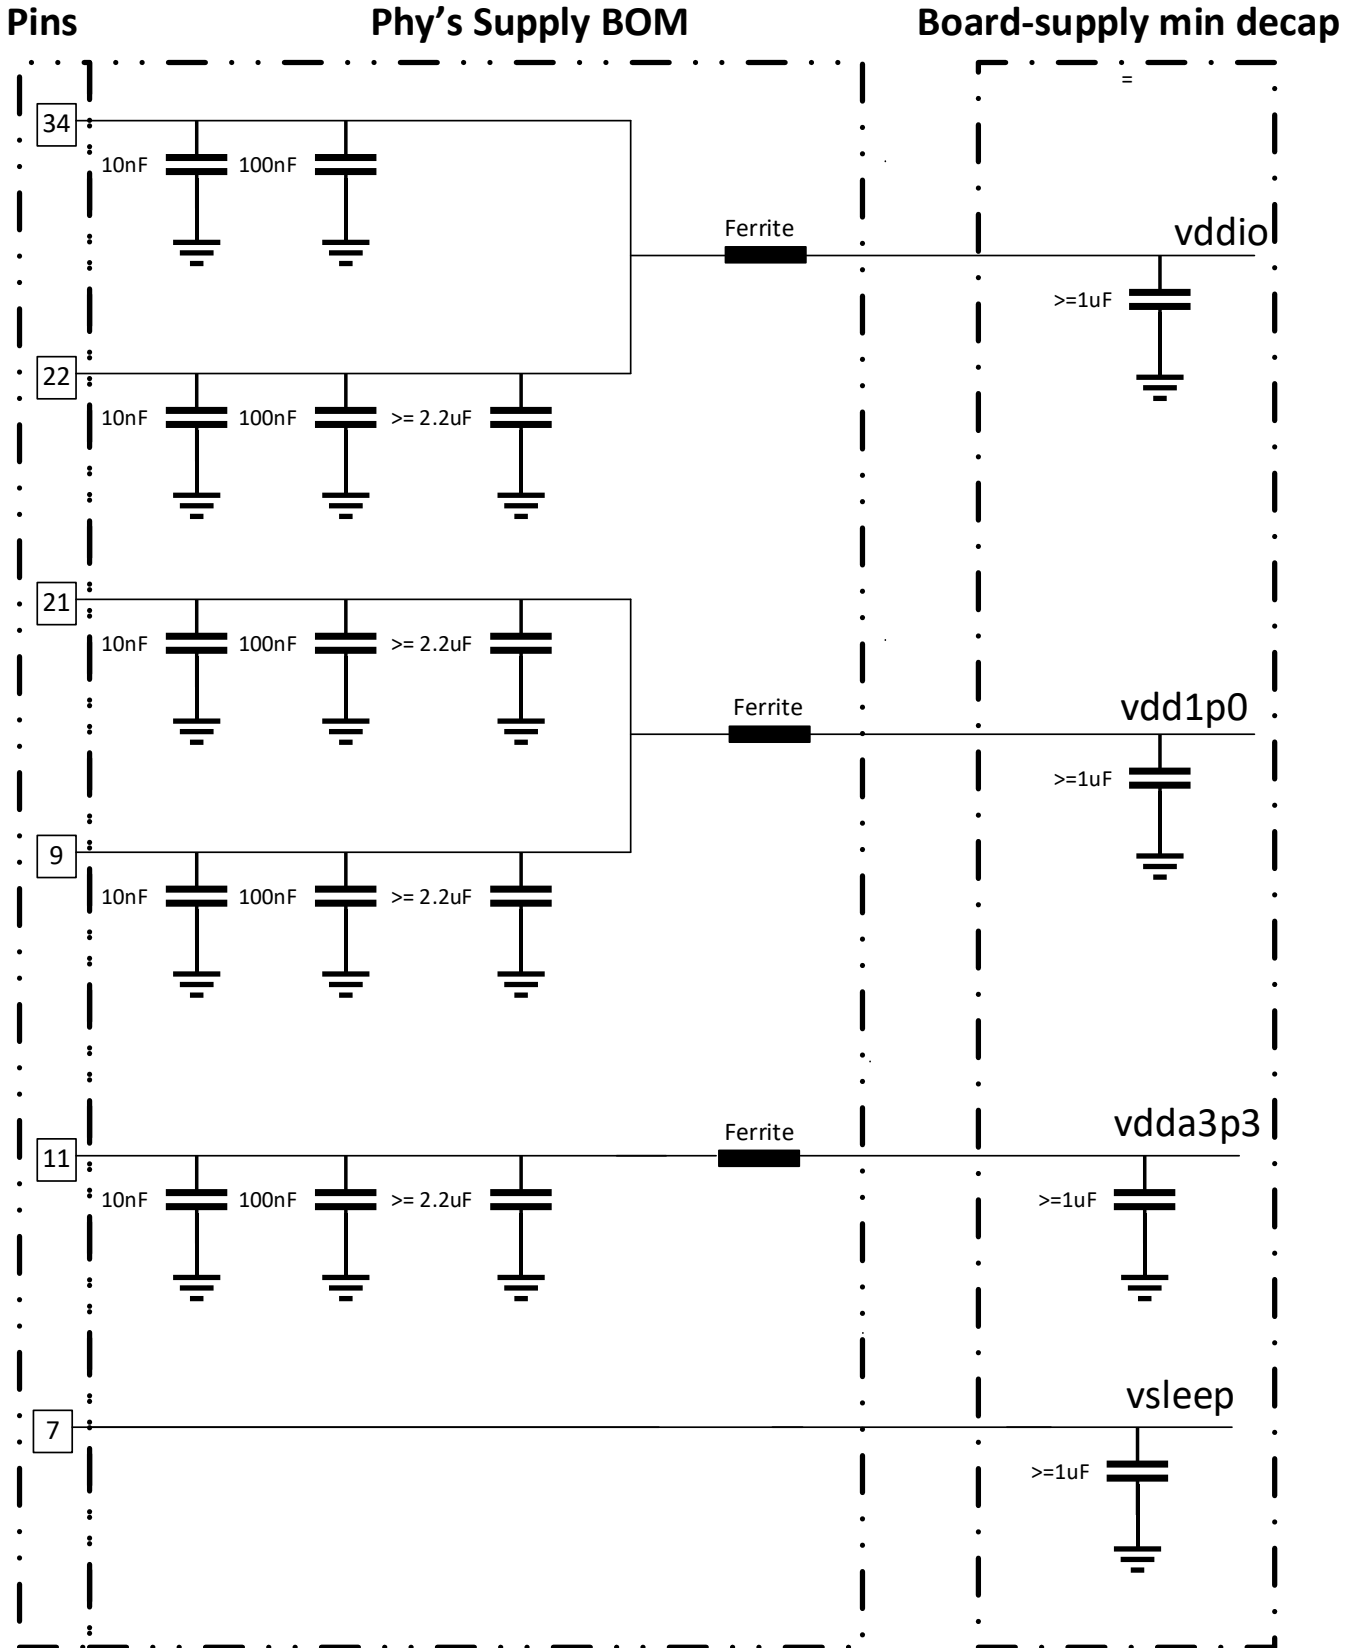 Pins Phy's Supply BOM Board-supply min decap
=
34
10nF 100nF
Ferrite
vddio
>=1uF
22
10nF 100nF >= 2.2uF
21
10nF 100nF >= 2.2uF
Ferrite
vdd1p0
>=1uF
9
10nF 100nF >= 2.2uF
Ferrite
vdda3p3
11
10nF 100nF >= 2.2uF >=1uF
vsleep
7
>=1uF